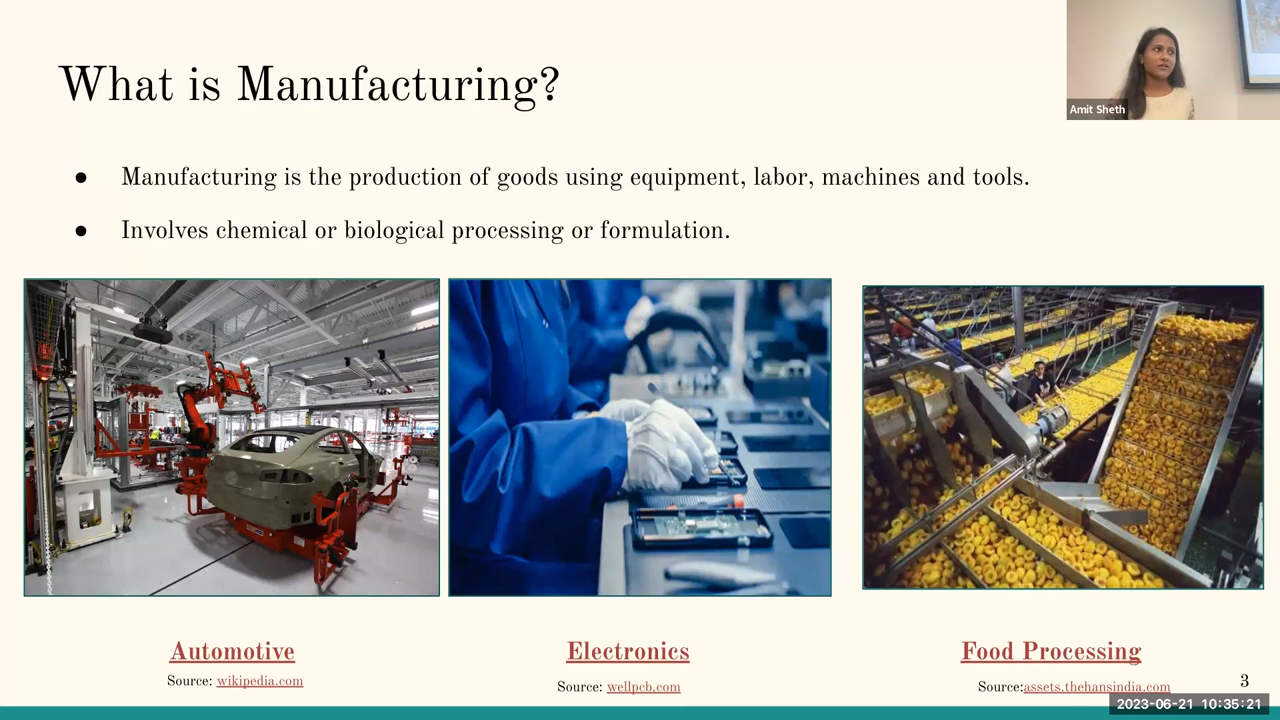 What is Manufacturing?
Amit Sheth
● Manufacturing is the production of goods using equipment, labor, machines and tools.
● Involves chemical or biological processing or formulation.
Automotive
Source: wikipedia.com
Electronics
Source: wellpcb.com
Food Processing
Source:assets.thehansindia.com
3
2023-06-21 10:35:21